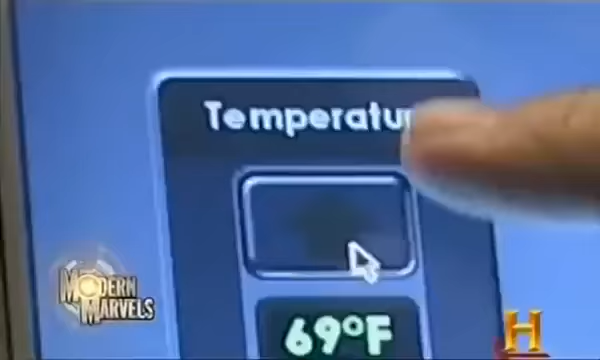 Temperatur
69°F
MODERN
MARVELS
H